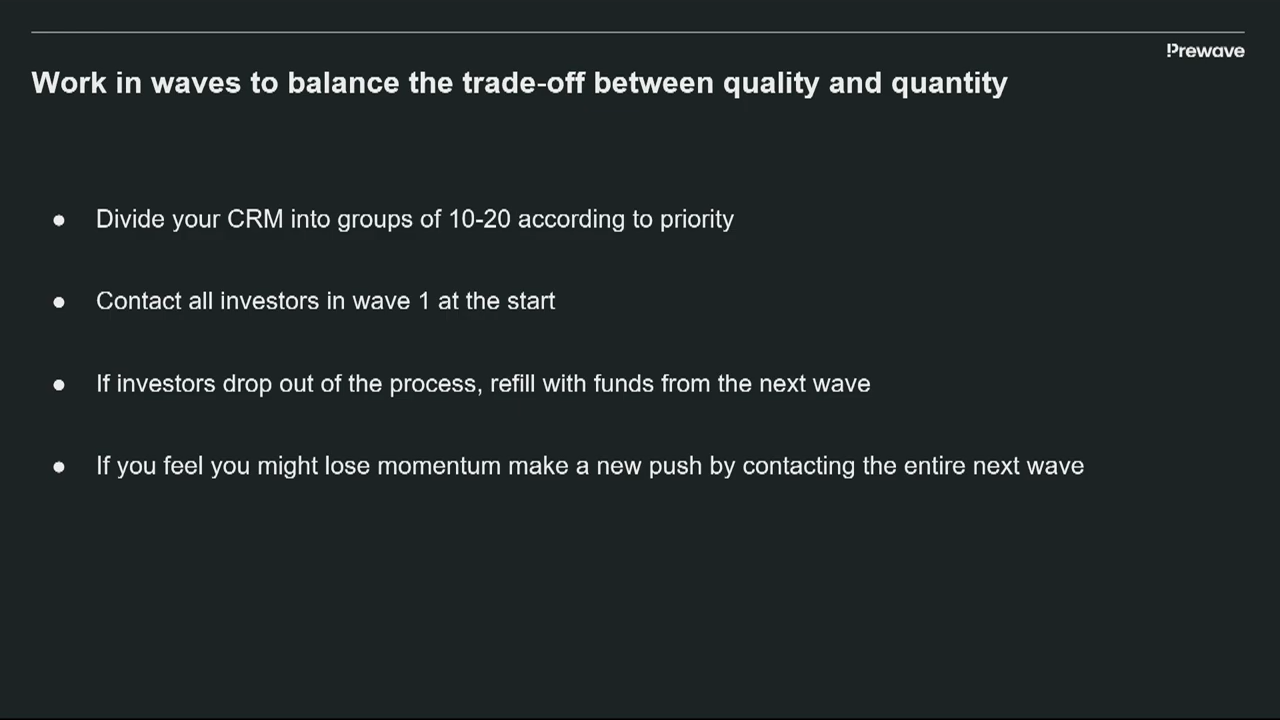 Prewave
Work in waves to balance the trade-off between quality and quantity
● Divide your CRM into groups of 10-20 according to priority
● Contact all investors in wave 1 at the start
● If investors drop out of the process, refill with funds from the next wave
● If you feel you might lose momentum make a new push by contacting the entire next wave